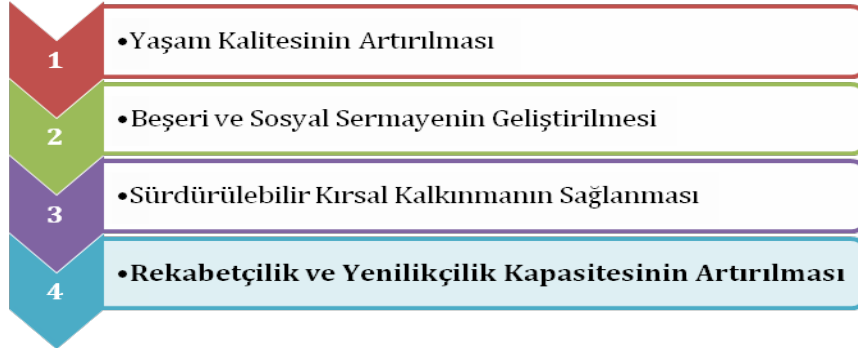 1
•Yaşam Kalitesinin Artırılması
2
•Beşeri ve Sosyal Sermayenin Geliştirilmesi
3
•Sürdürülebilir Kırsal Kalkınmanın Sağlanması
4
•Rekabetçilik ve Yenilikçilik Kapasitesinin Artırılması